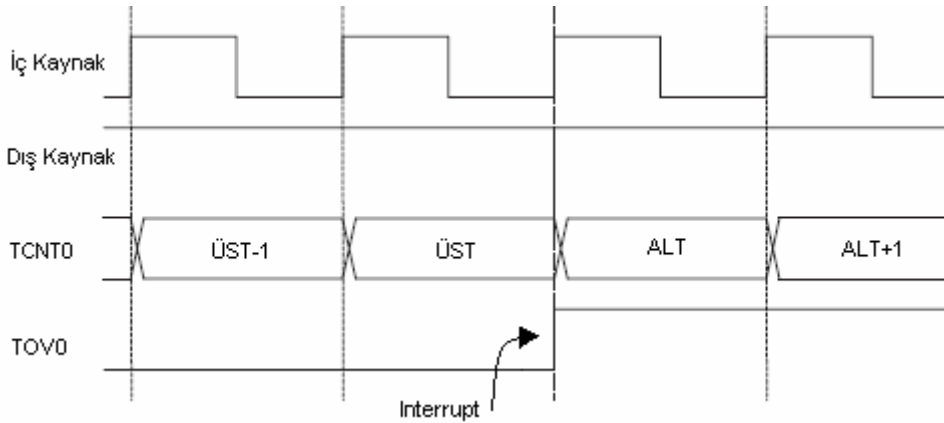 İç Kaynak
Dış Kaynak
TCNT0
ÜST-1
ÜST
ALT
ALT+1
TOV0
Interrupt